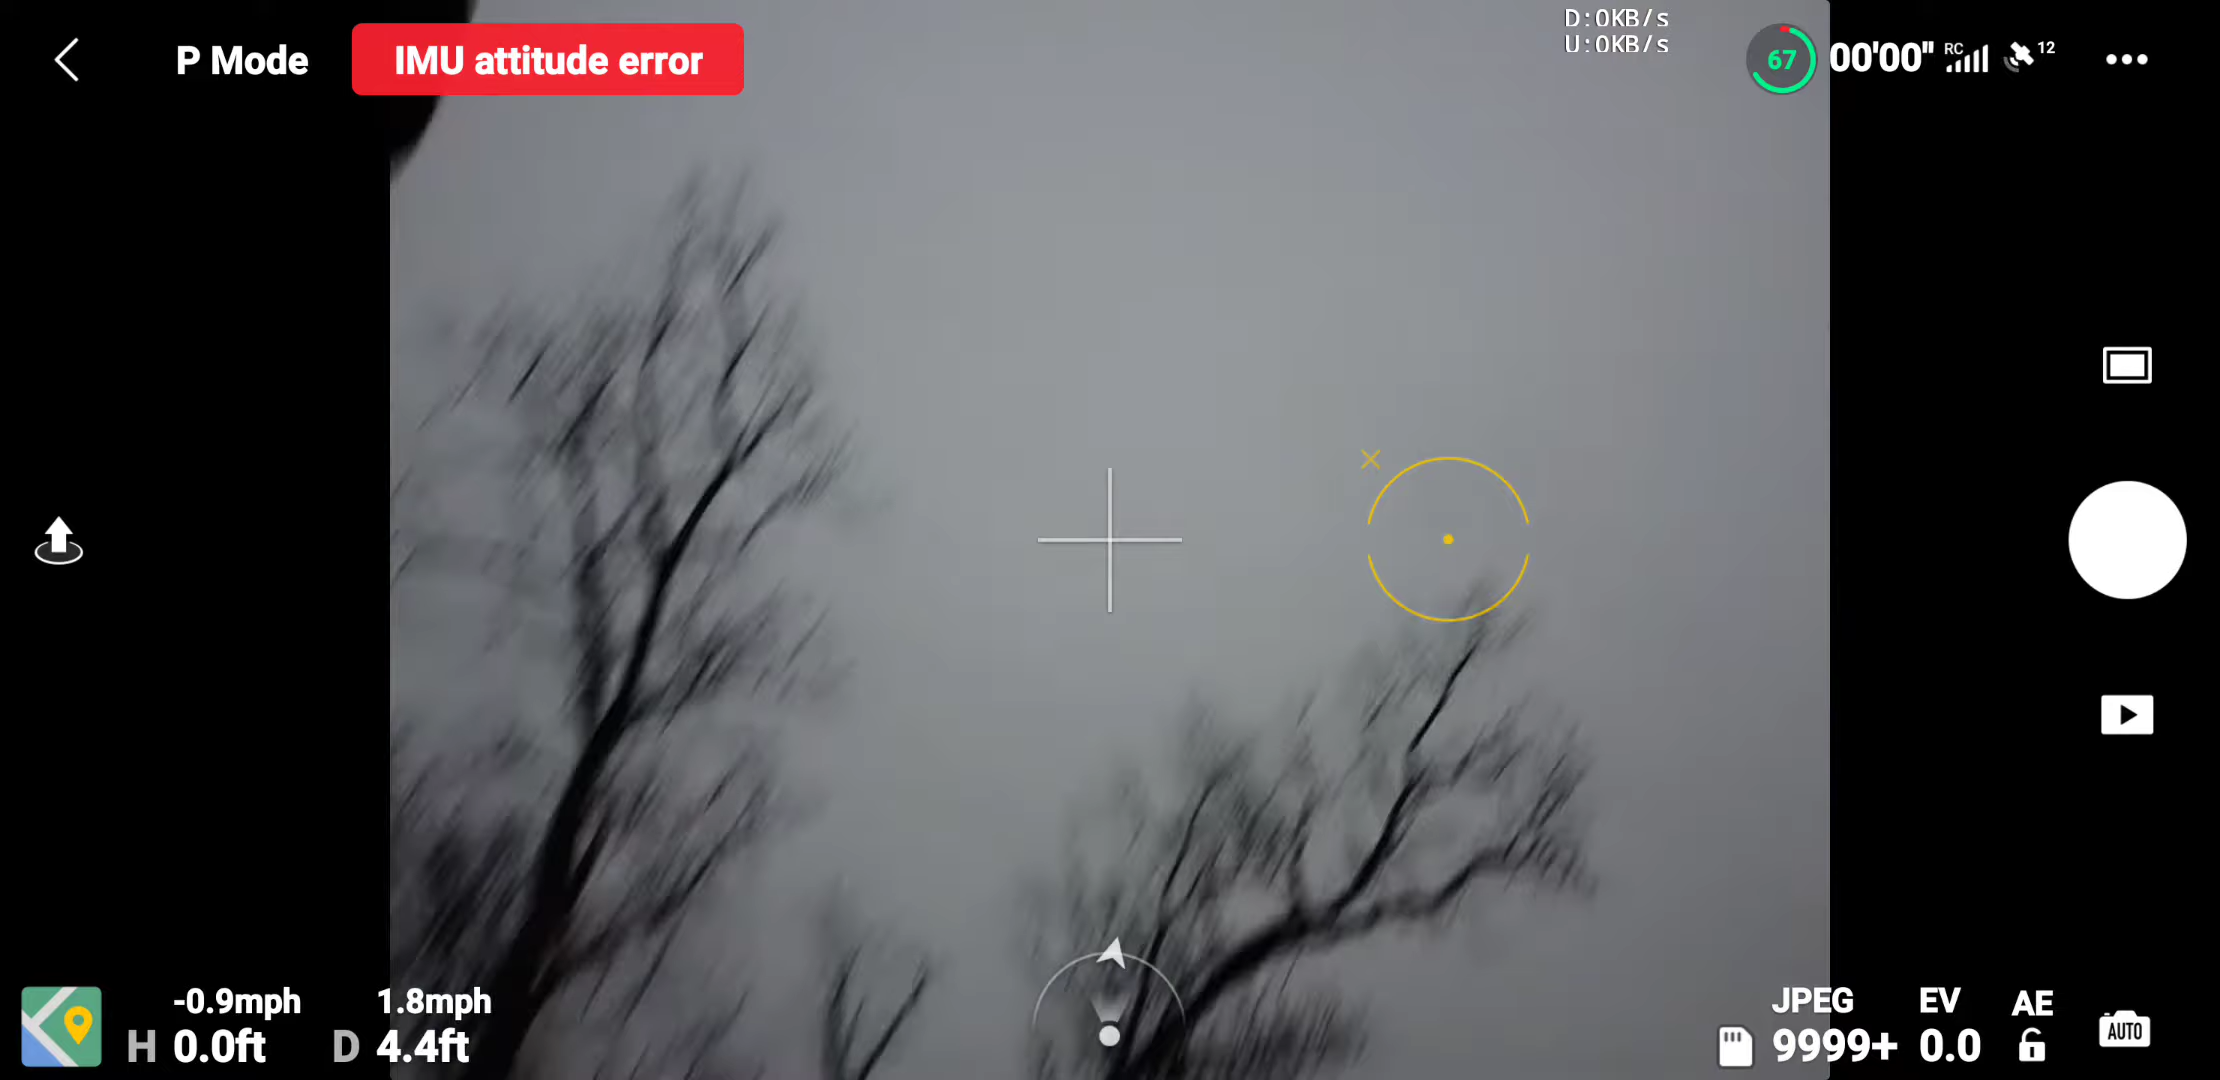 D:0KB/s
U:0KB/s
P Mode
IMU attitude error
67
00'00"
RC
12
-0.9mph
1.8mph
H 0.0ft
D 4.4ft
JPEG
9999+
EV
0.0
AE
AUTO